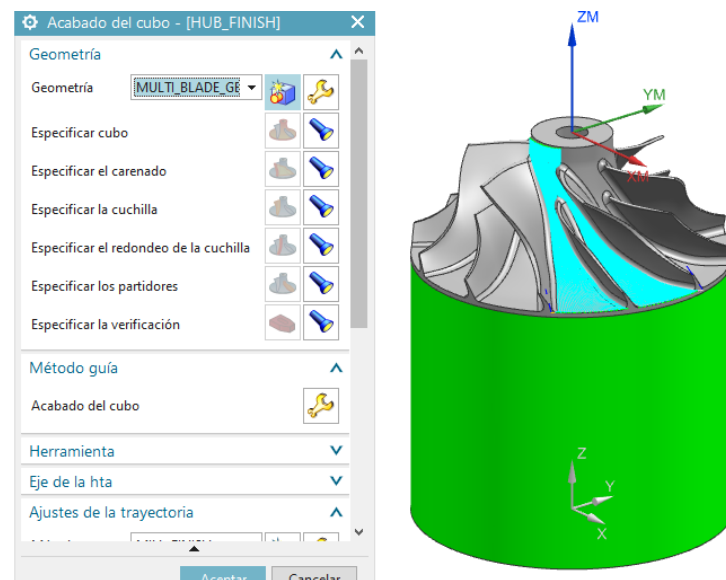 Acabado del cubo - [HUB_FINISH]
Geometría
Geometría MULTI_BLADE_GE
Especificar cubo
Especificar el carenado
Especificar la cuchilla
Especificar el redondeo de la cuchilla
Especificar los partidores
Especificar la verificación
Método guía
Acabado del cubo
Herramienta
Eje de la hta
Ajustes de la trayectoria
Aceptar Cancelar
ZM
YM
XM
Z
Y
X